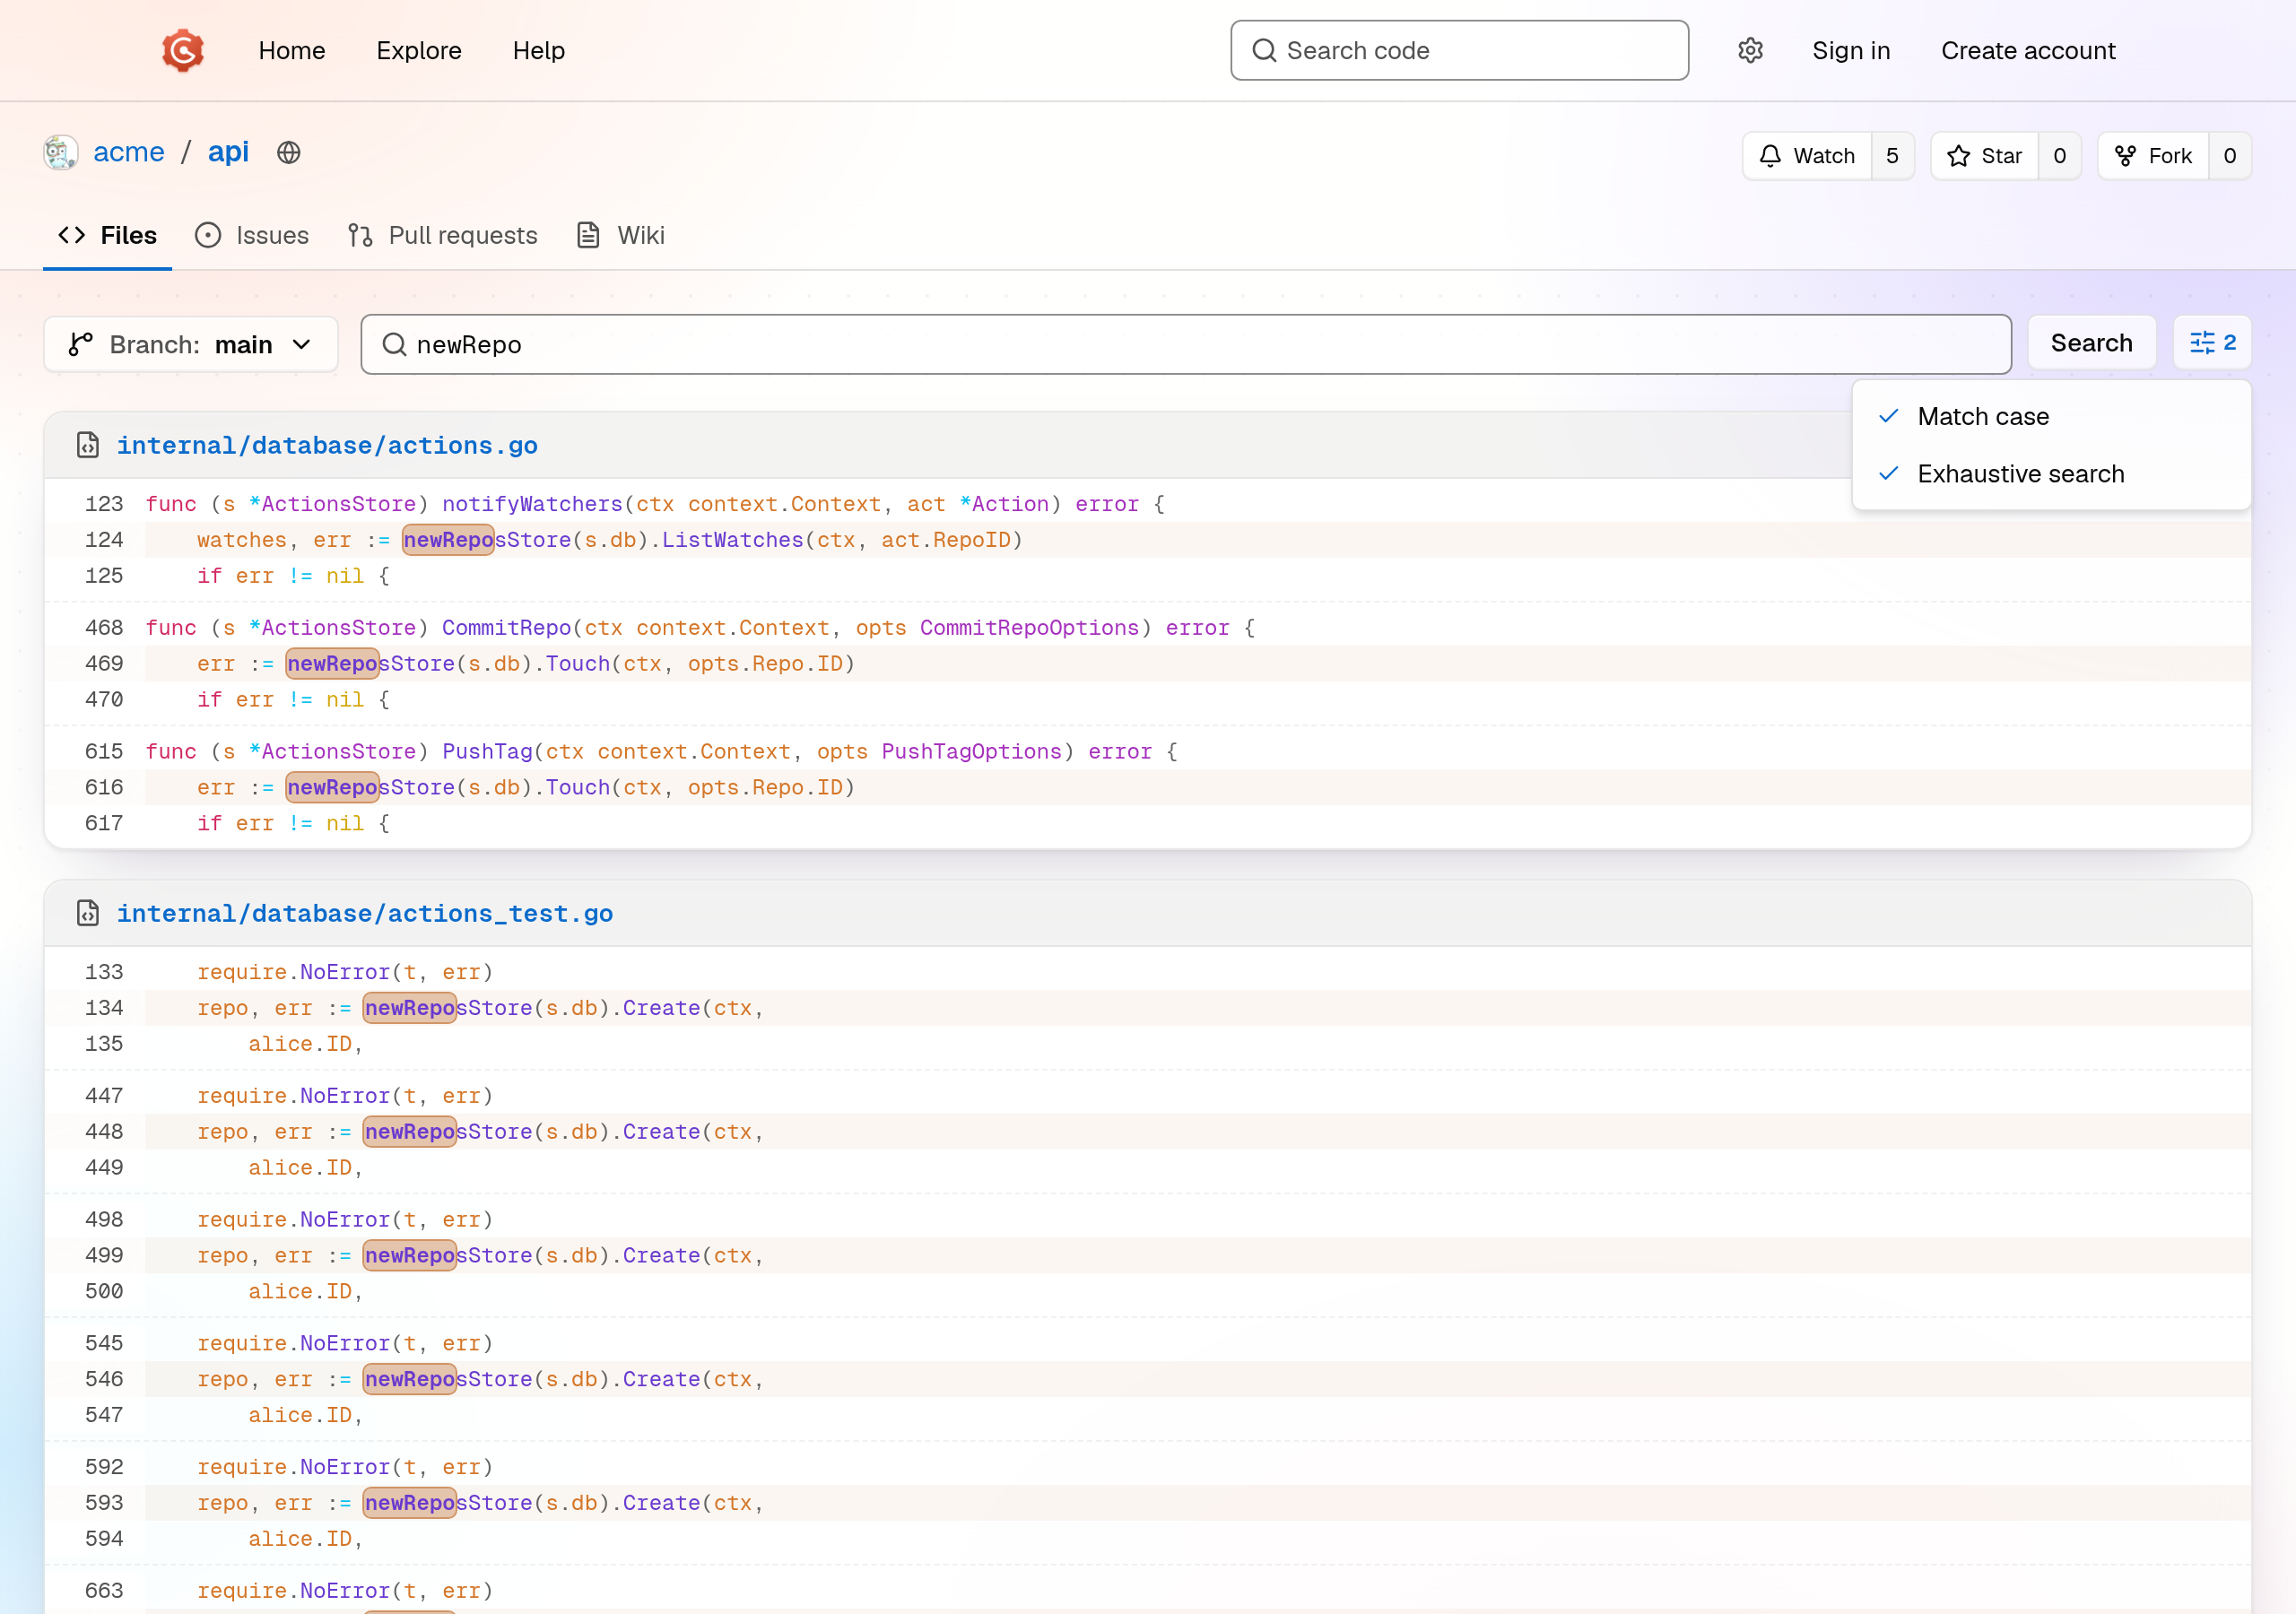 Home Explore Help Search code Sign in Create account
acme / api Watch 5 Star 0 Fork 0
Files Issues Pull requests Wiki
Branch: main newRepo Search 2
Match case
Exhaustive search
internal/database/actions.go
123 func (s *ActionsStore) notifyWatchers(ctx context.Context, act *Action) error {
124 watches, err := newReposStore(s.db).ListWatches(ctx, act.RepoID)
125 if err != nil {
468 func (s *ActionsStore) CommitRepo(ctx context.Context, opts CommitRepoOptions) error {
469 err := newReposStore(s.db).Touch(ctx, opts.Repo.ID)
470 if err != nil {
615 func (s *ActionsStore) PushTag(ctx context.Context, opts PushTagOptions) error {
616 err := newReposStore(s.db).Touch(ctx, opts.Repo.ID)
617 if err != nil {
internal/database/actions_test.go
133 require.NoError(t, err)
134 repo, err := newReposStore(s.db).Create(ctx,
135 alice.ID,
447 require.NoError(t, err)
448 repo, err := newReposStore(s.db).Create(ctx,
449 alice.ID,
498 require.NoError(t, err)
499 repo, err := newReposStore(s.db).Create(ctx,
500 alice.ID,
545 require.NoError(t, err)
546 repo, err := newReposStore(s.db).Create(ctx,
547 alice.ID,
592 require.NoError(t, err)
593 repo, err := newReposStore(s.db).Create(ctx,
594 alice.ID,
663 require.NoError(t, err)